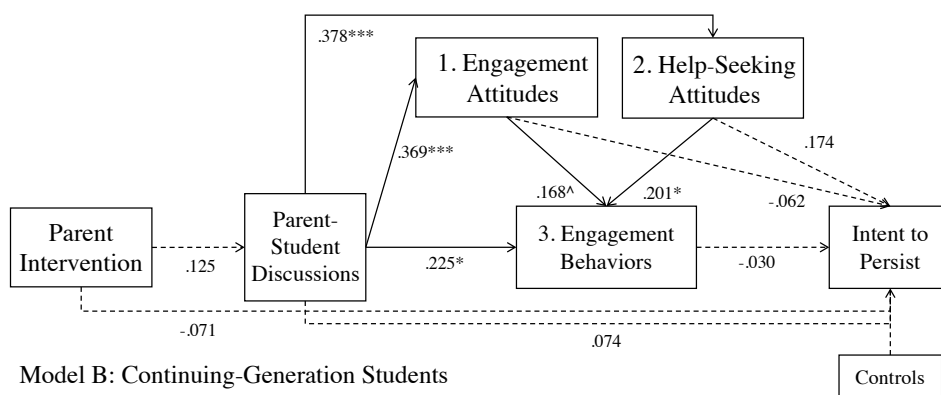 .378***
1. Engagement
Attitudes
2. Help-Seeking
Attitudes
.174
.369***
.168^
.201*
-.062
Parent
Intervention
.125
Parent-
Student
Discussions
.225*
3. Engagement
Behaviors
-.030
Intent to
Persist
-.071
.074
Model B: Continuing-Generation Students
Controls